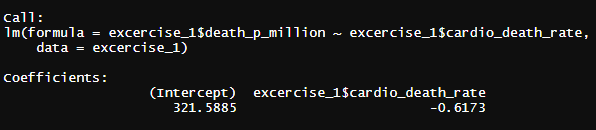 Call:
lm(formula = excercise_1$death_p_million ~ excercise_1$cardio_death_rate,
    data = excercise_1)

Coefficients:
                  (Intercept)  excercise_1$cardio_death_rate
                     321.5885                        -0.6173